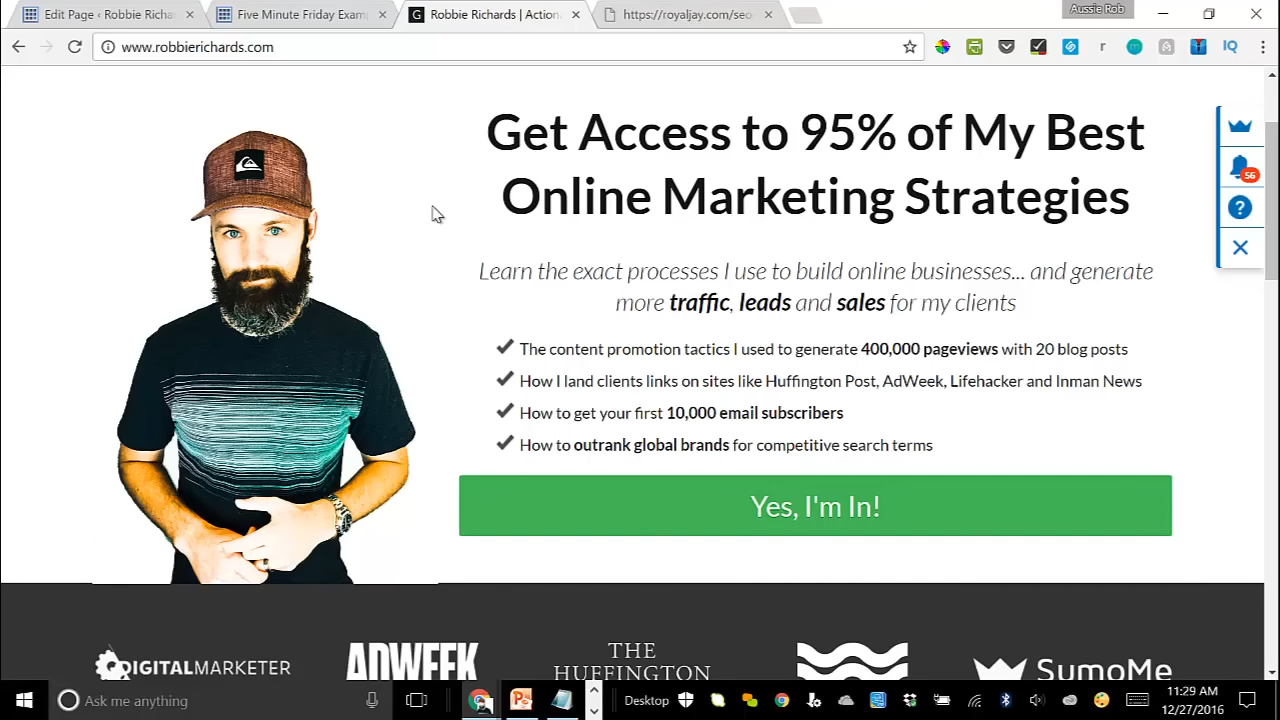 Edit Page ‹ Robbie Richa
Five Minute Friday Examp
Robbie Richards | Action
https://royaljay.com/seo
Aussie Rob
www.robbierichards.com
r
m
IQ
Get Access to 95% of My Best
Online Marketing Strategies
56
?
Learn the exact processes I use to build online businesses... and generate
more traffic, leads and sales for my clients
The content promotion tactics I used to generate 400,000 pageviews with 20 blog posts
How I land clients links on sites like Huffington Post, AdWeek, Lifehacker and Inman News
How to get your first 10,000 email subscribers
How to outrank global brands for competitive search terms
Yes, I'm In!
DIGITALMARKETER
ADWEEK
THE
HUFFINGTON
SumoMe
Ask me anything
Desktop
11:29 AM
12/27/2016